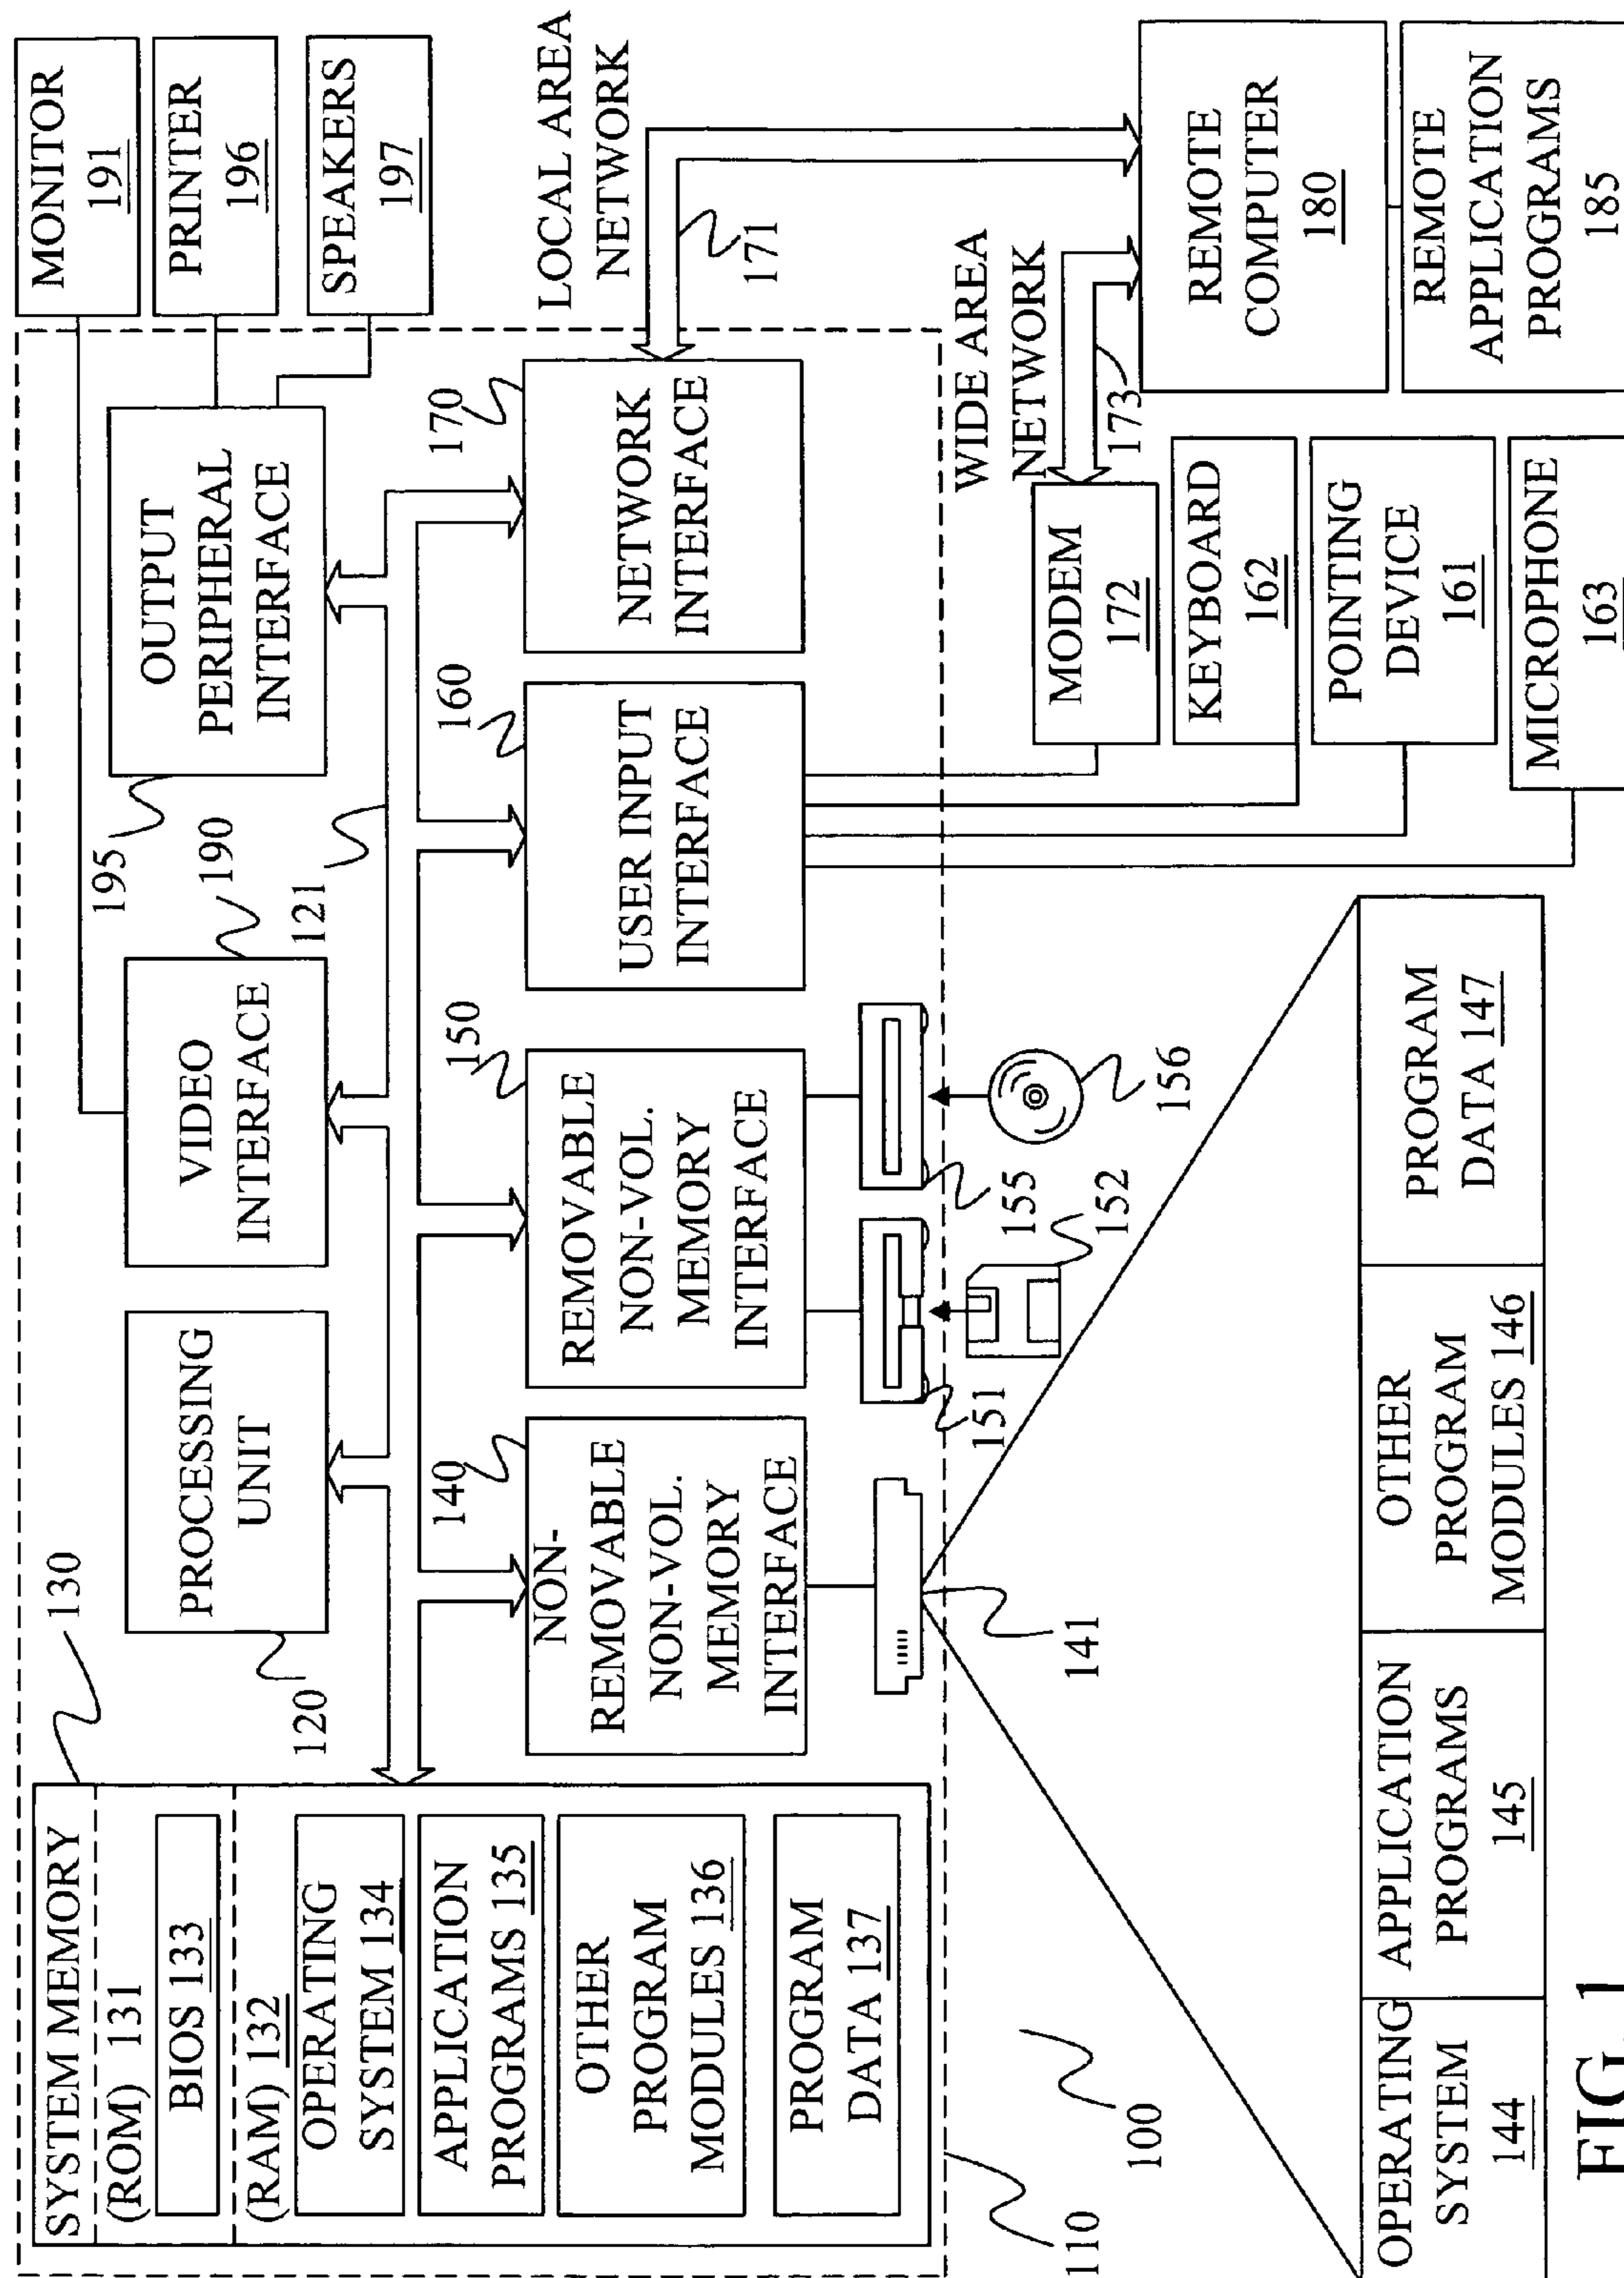 SYSTEM MEMORY
(ROM) 131
BIOS 133
(RAM) 132
OPERATING
SYSTEM 134
APPLICATION
PROGRAMS 135
OTHER
PROGRAM
MODULES 136
PROGRAM
DATA 137
130
PROCESSING
UNIT
120
VIDEO
INTERFACE
190
OUTPUT
PERIPHERAL
INTERFACE
195
121
MONITOR
191
PRINTER
196
SPEAKERS
197
NON-
REMOVABLE
NON-VOL.
MEMORY
INTERFACE
140
REMOVABLE
NON-VOL.
MEMORY
INTERFACE
150
USER INPUT
INTERFACE
160
NETWORK
INTERFACE
170
LOCAL AREA
NETWORK
171
WIDE AREA
NETWORK
173
141
151
152
155
156
MODEM
172
KEYBOARD
162
POINTING
DEVICE
161
MICROPHONE
163
REMOTE
COMPUTER
180
REMOTE
APPLICATION
PROGRAMS
185
110
100
OPERATING
SYSTEM
144
APPLICATION
PROGRAMS
145
OTHER
PROGRAM
MODULES 146
PROGRAM
DATA 147
FIG. 1